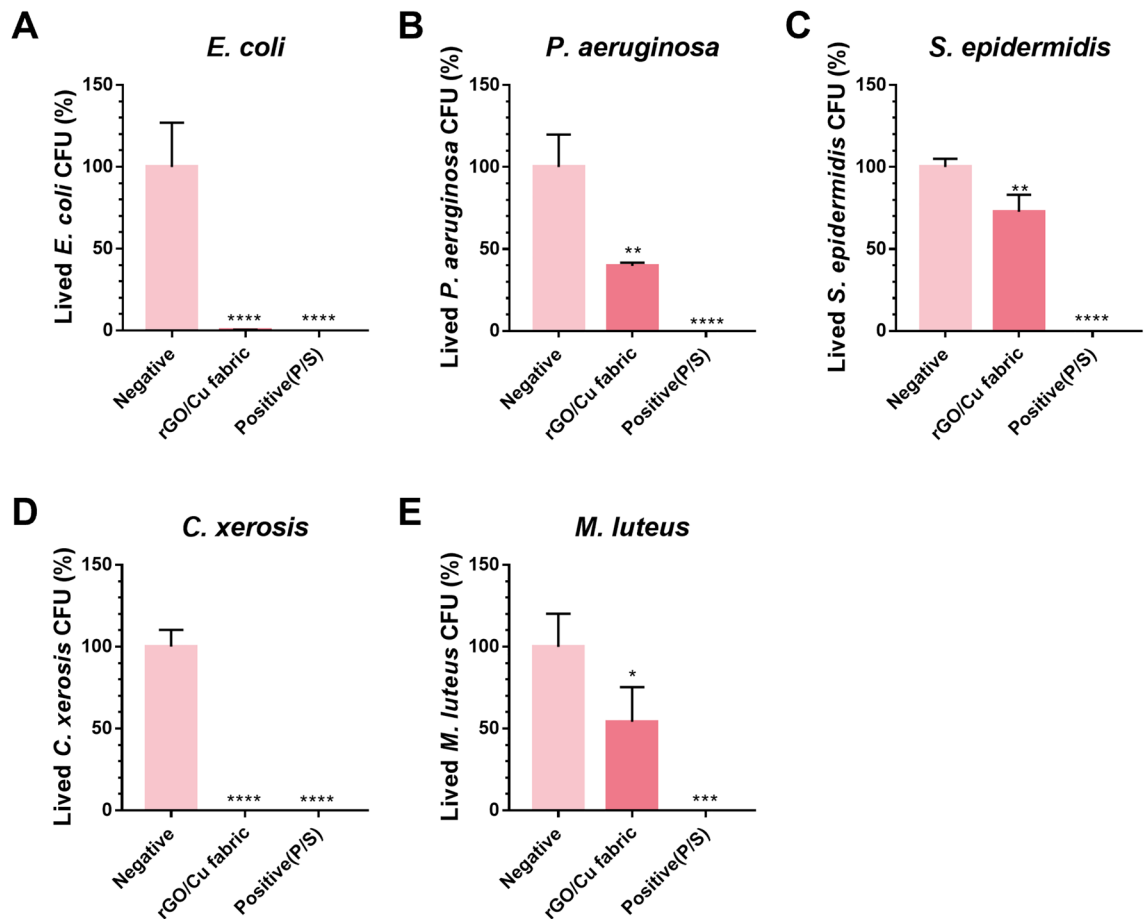 A
E. coli
Lived E. coli CFU (%)
150
100
50
0
****
****
Negative
rGO/Cu fabric
Positive(P/S)
B
P. aeruginosa
Lived P. aeruginosa CFU (%)
150
100
50
0
**
****
Negative
rGO/Cu fabric
Positive(P/S)
C
S. epidermidis
Lived S. epidermidis CFU (%)
150
100
50
0
**
****
Negative
rGO/Cu fabric
Positive(P/S)
D
C. xerosis
Lived C. xerosis CFU (%)
150
100
50
0
****
****
Negative
rGO/Cu fabric
Positive(P/S)
E
M. luteus
Lived M. luteus CFU (%)
150
100
50
0
*
***
Negative
rGO/Cu fabric
Positive(P/S)